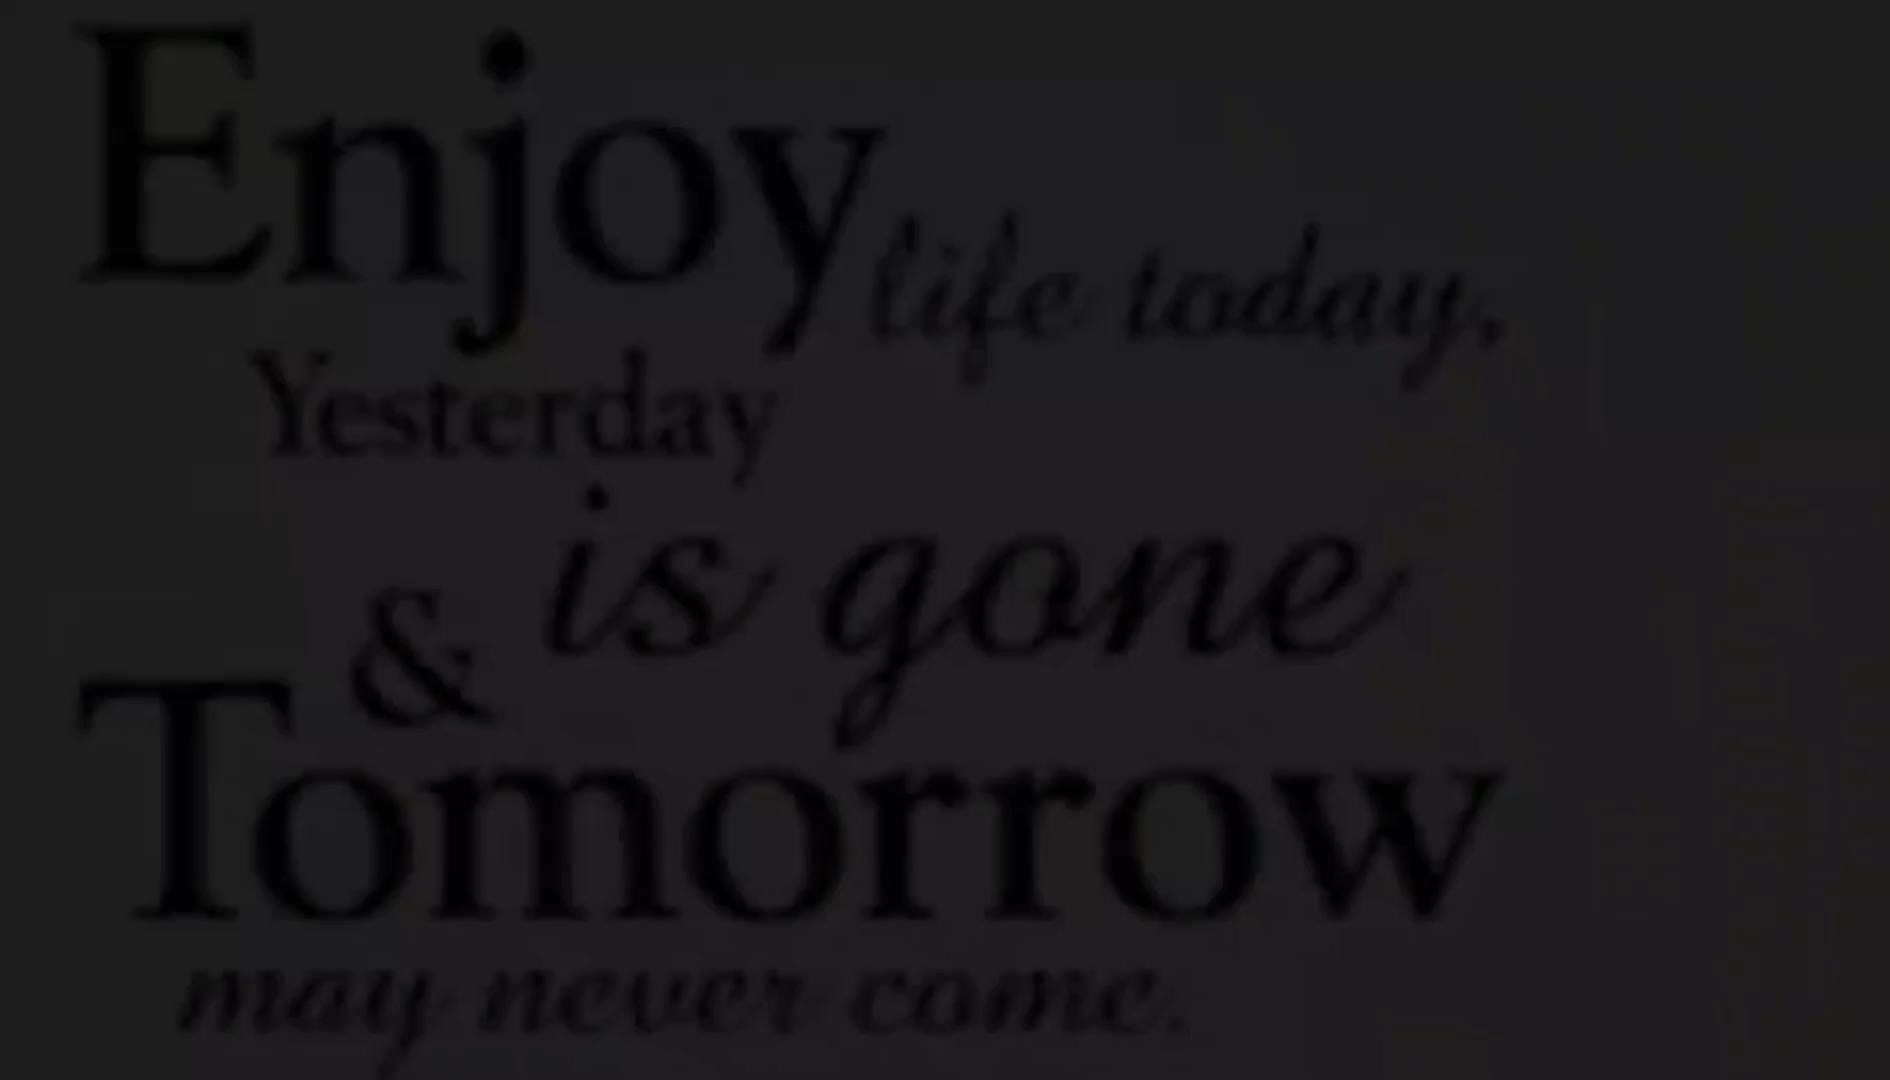 Enjoy life today.
Yesterday
is gone
&
Tomorrow
may never come.